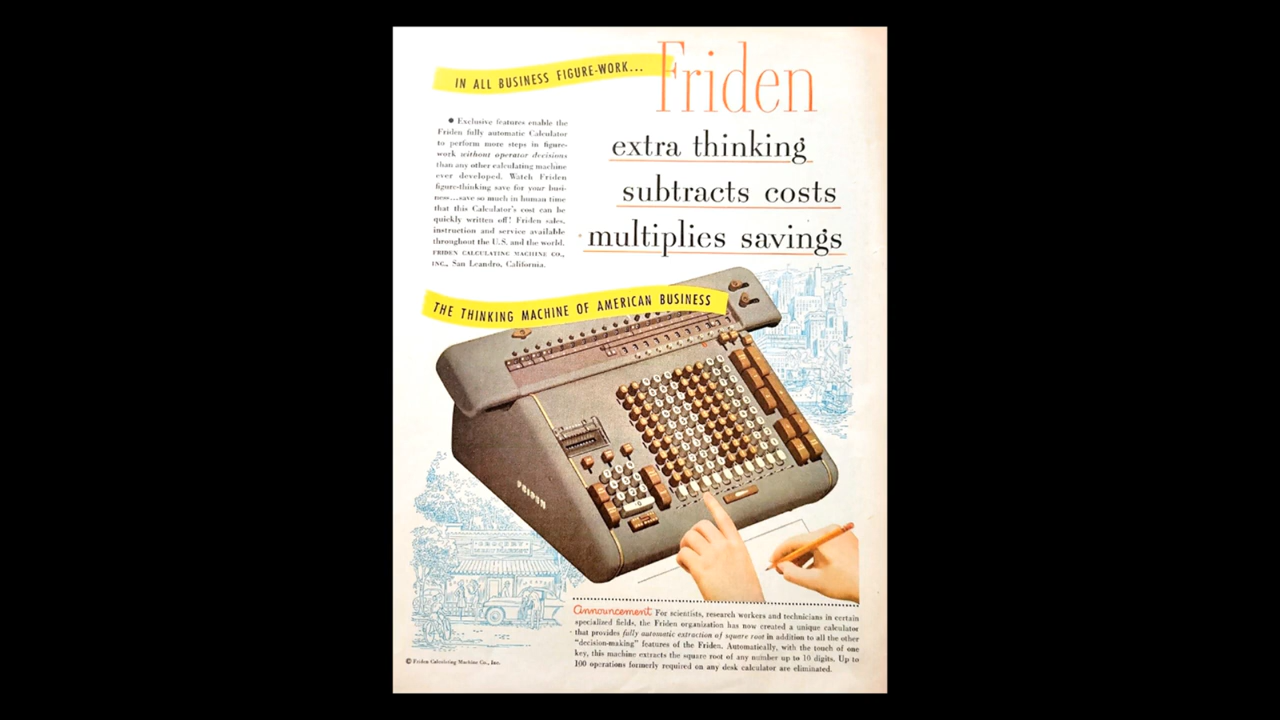 IN ALL BUSINESS FIGURE-WORK...
Friden
extra thinking
subtracts costs
multiplies savings
• Exclusive features enable the
Friden fully automatic Calculator
to perform more steps in figure-
work without operator decisions
than any other calculating machine
ever developed. Watch Friden
figure-thinking save for your busi-
ness...save so much in human time
that this Calculator's cost can be
quickly written off! Friden sales,
instruction and service available
throughout the U.S. and the world.
FRIDEN CALCULATING MACHINE CO.,
INC., San Leandro, California.
THE THINKING MACHINE OF AMERICAN BUSINESS
FRIDEN
GROCERY
MEAT MARKET
Announcement For scientists, research workers and technicians in certain
specialized fields, the Friden organization has now created a unique calculator
that provides fully automatic extraction of square root in addition to all the other
"decision-making" features of the Friden. Automatically, with the touch of one
key, this machine extracts the square root of any number up to 10 digits. Up to
100 operations formerly required on any desk calculator are eliminated.
© Friden Calculating Machine Co., Inc.